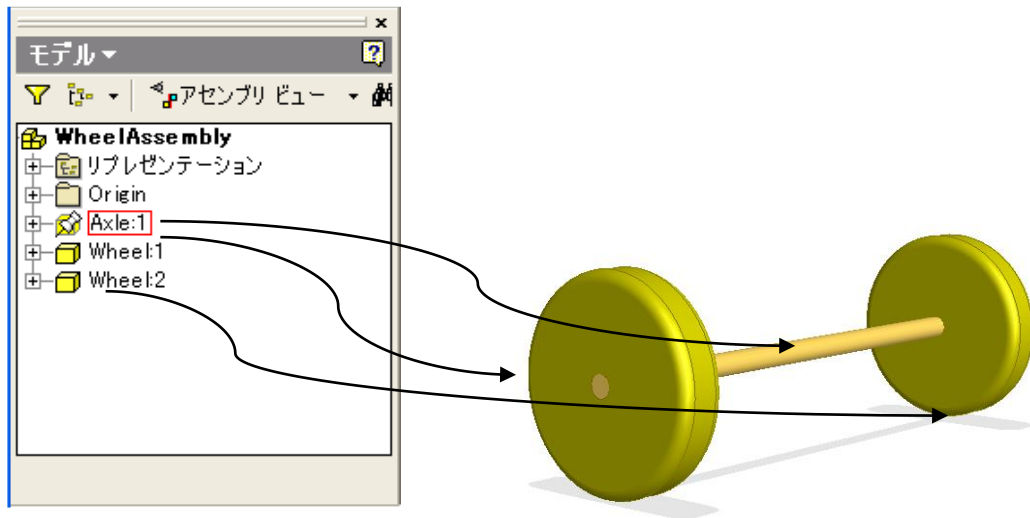 モデル
アセンブリ ビュー
WheelAssembly
リプレゼンテーション
Origin
Axle:1
Wheel:1
Wheel:2